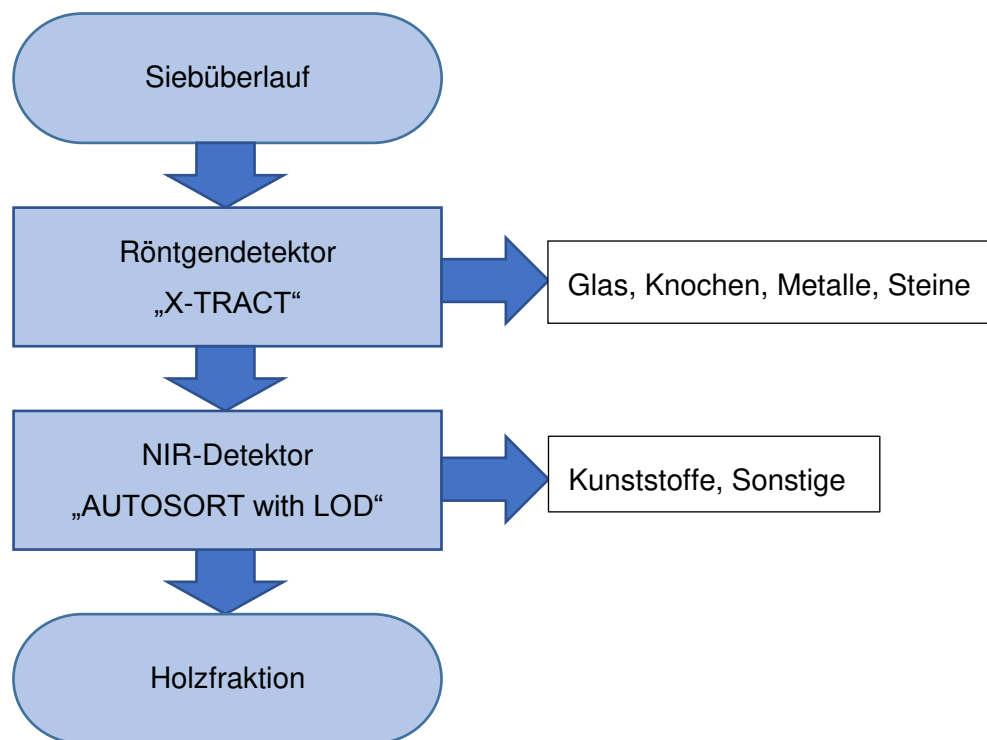 Siebüberlauf
Röntgendetektor
„X-TRACT“
Glas, Knochen, Metalle, Steine
NIR-Detektor
„AUTOSORT with LOD“
Kunststoffe, Sonstige
Holzfraktion